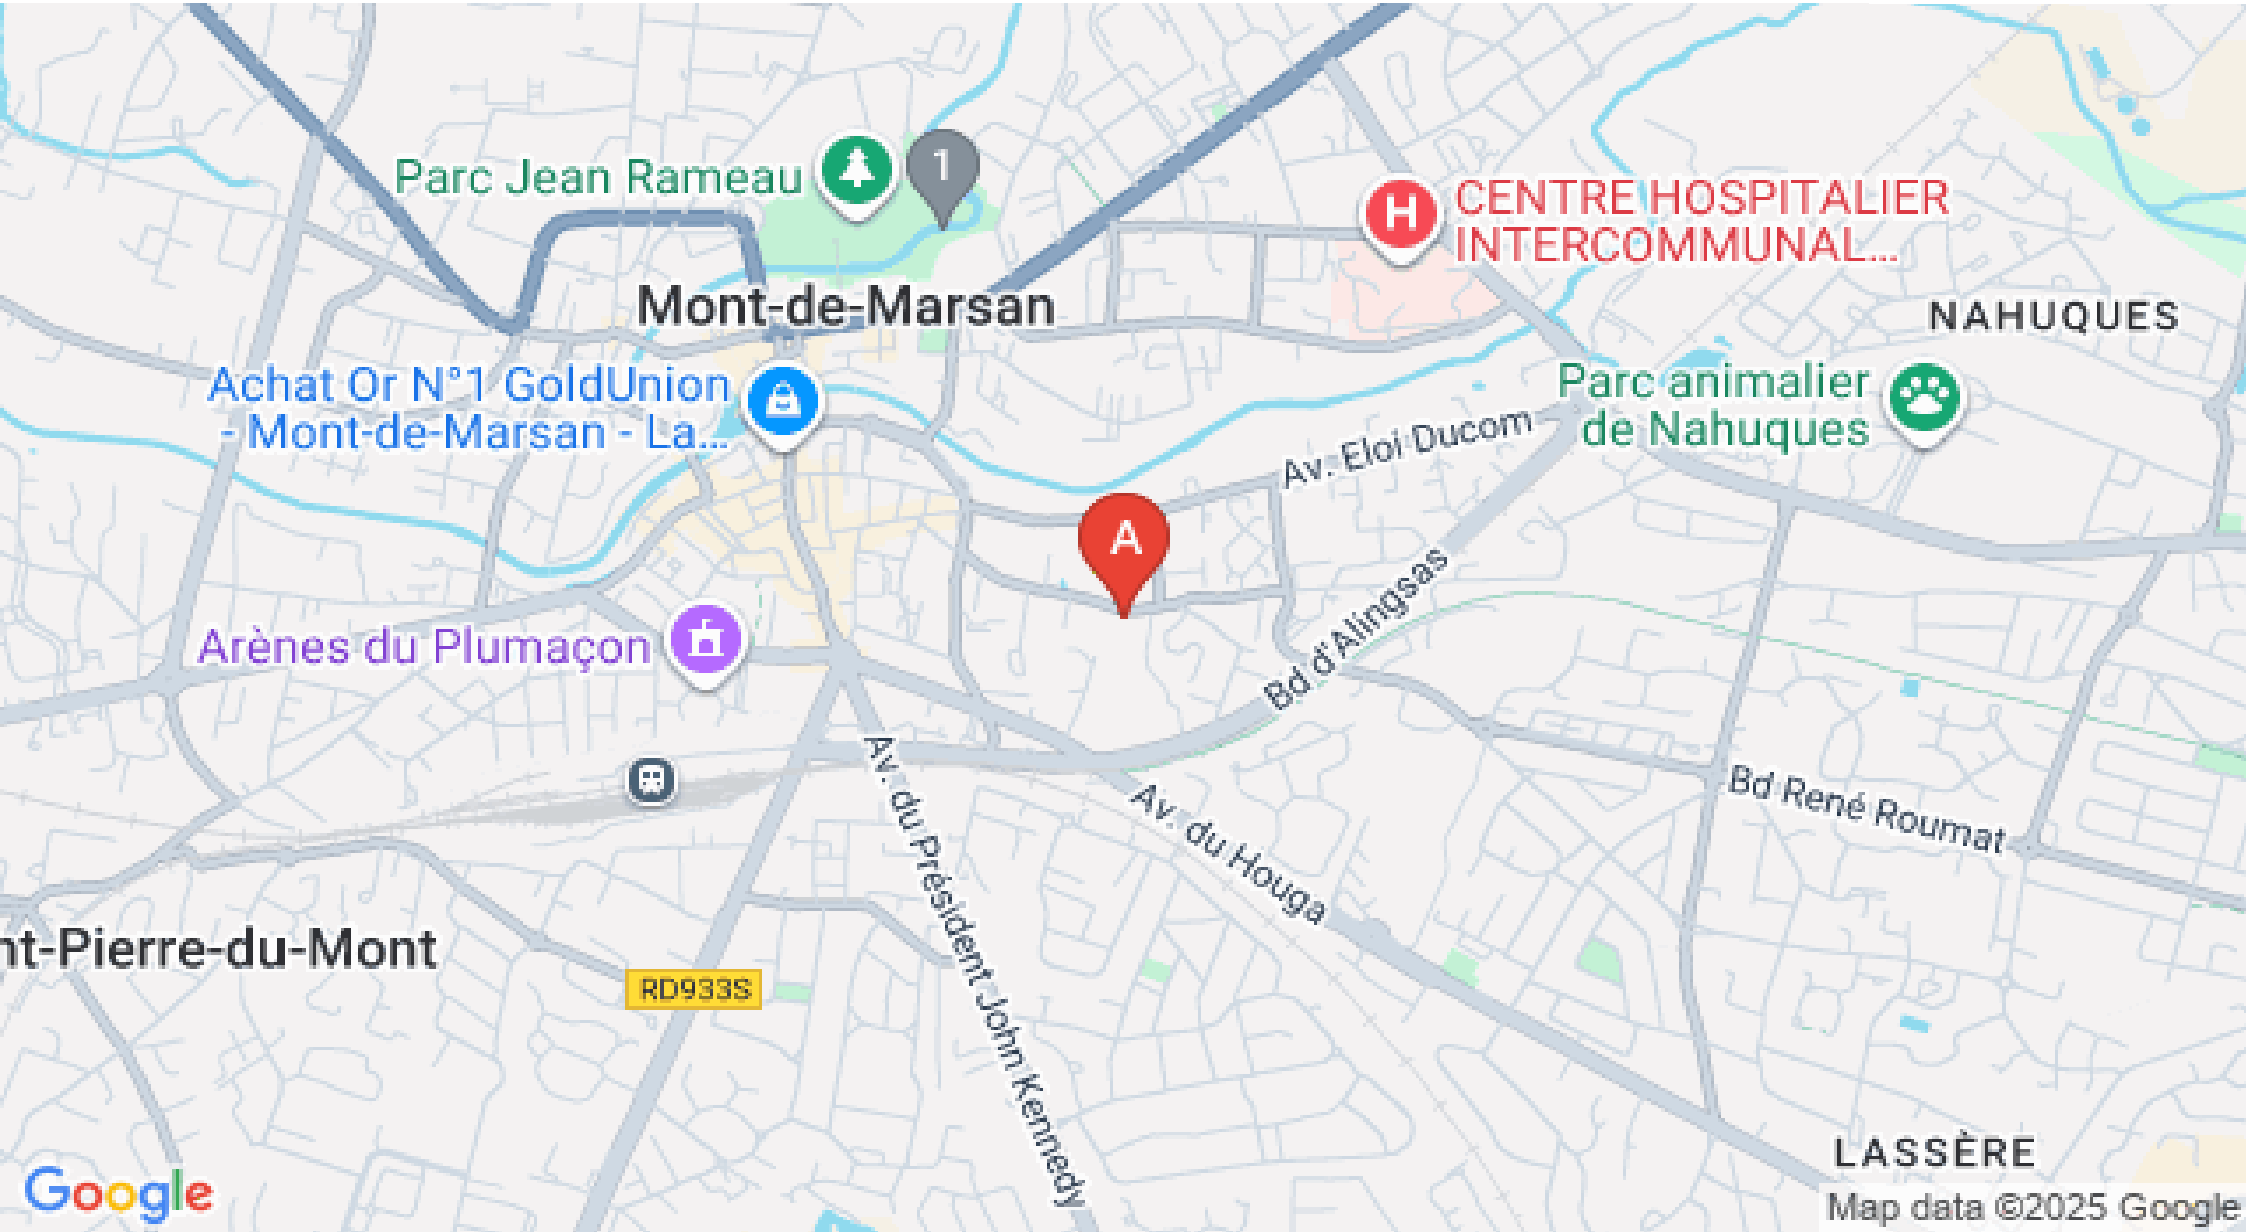 Parc Jean Rameau
1
H
CENTRE HOSPITALIER
INTERCOMMUNAL...
Mont-de-Marsan
NAHUQUES
Achat Or N°1 GoldUnion
- Mont-de-Marsan - La...
Parc animalier
de Nahuques
Av. Eloi Ducom
A
Arènes du Plumaçon
Bd d'Alingsas
Av. du Président John Kennedy
Av. du Houga
Bd René Roumat
nt-Pierre-du-Mont
RD933S
LASSÈRE
Google
Map data ©2025 Google